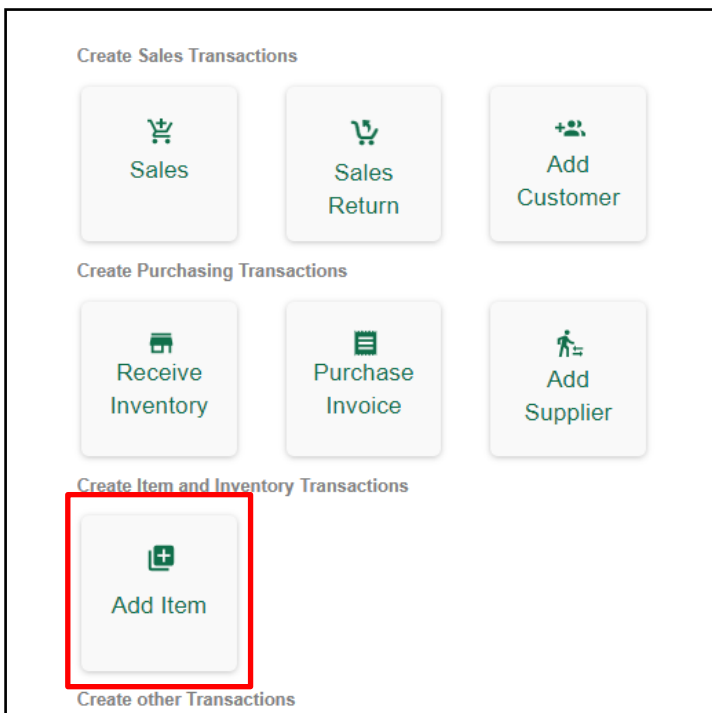 Create Sales Transactions
Sales
Sales
Return
Add
Customer
Create Purchasing Transactions
Receive
Inventory
Purchase
Invoice
Add
Supplier
Create Item and Inventory Transactions
Add Item
Create other Transactions